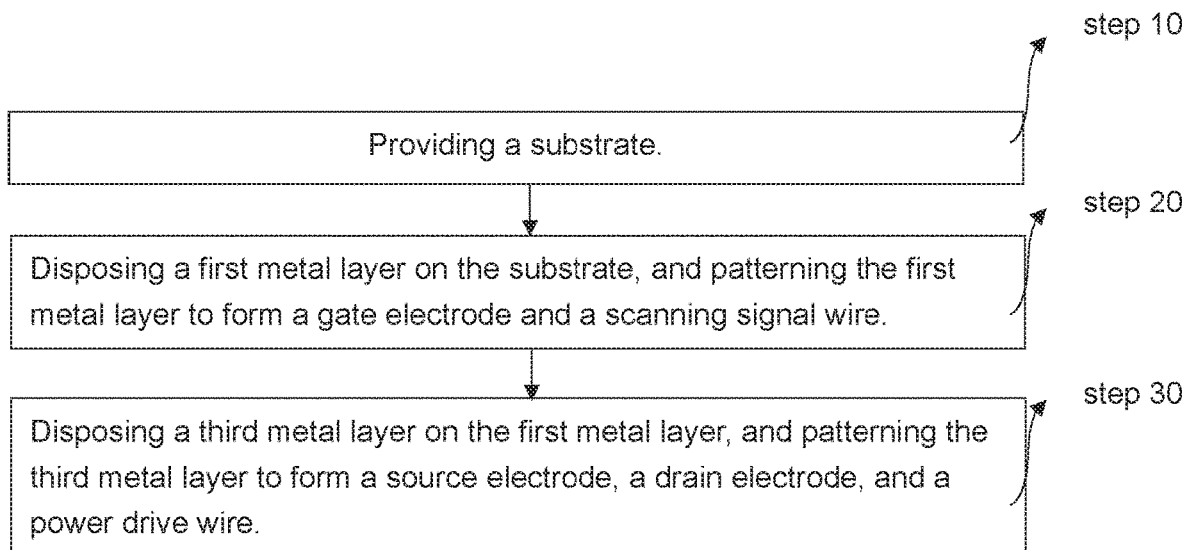 step 10
Providing a substrate.
step 20
Disposing a first metal layer on the substrate, and patterning the first
metal layer to form a gate electrode and a scanning signal wire.
step 30
Disposing a third metal layer on the first metal layer, and patterning the
third metal layer to form a source electrode, a drain electrode, and a
power drive wire.